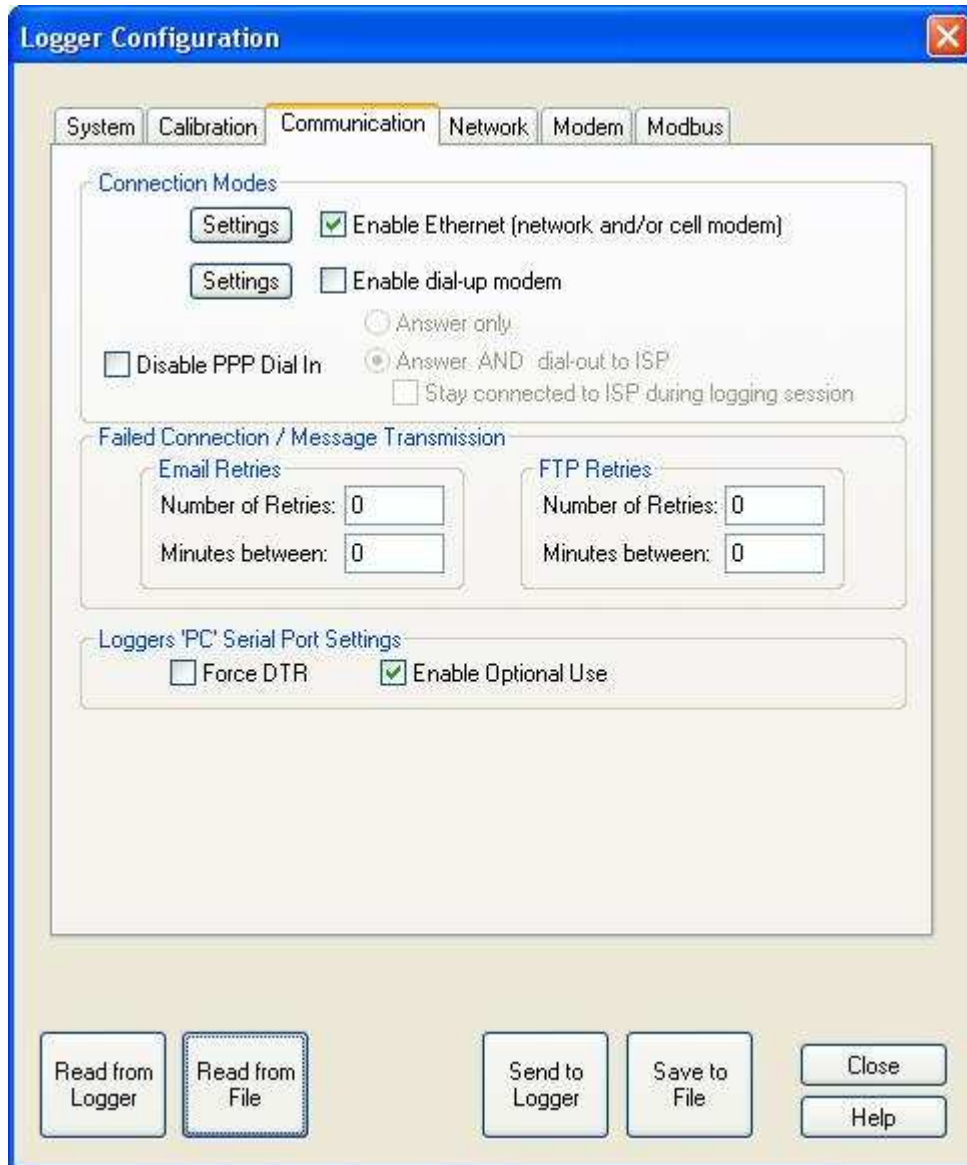 Logger Configuration
System Calibration Communication Network Modem Modbus
Connection Modes
Settings Enable Ethernet (network and/or cell modem)
Settings Enable dial-up modem
Answer only
Disable PPP Dial In Answer AND dial-out to ISP
Stay connected to ISP during logging session
Failed Connection / Message Transmission
Email Retries FTP Retries
Number of Retries: 0 Number of Retries: 0
Minutes between: 0 Minutes between: 0
Loggers 'PC' Serial Port Settings
Force DTR Enable Optional Use
Read from Logger
Read from File
Send to Logger
Save to File
Close
Help